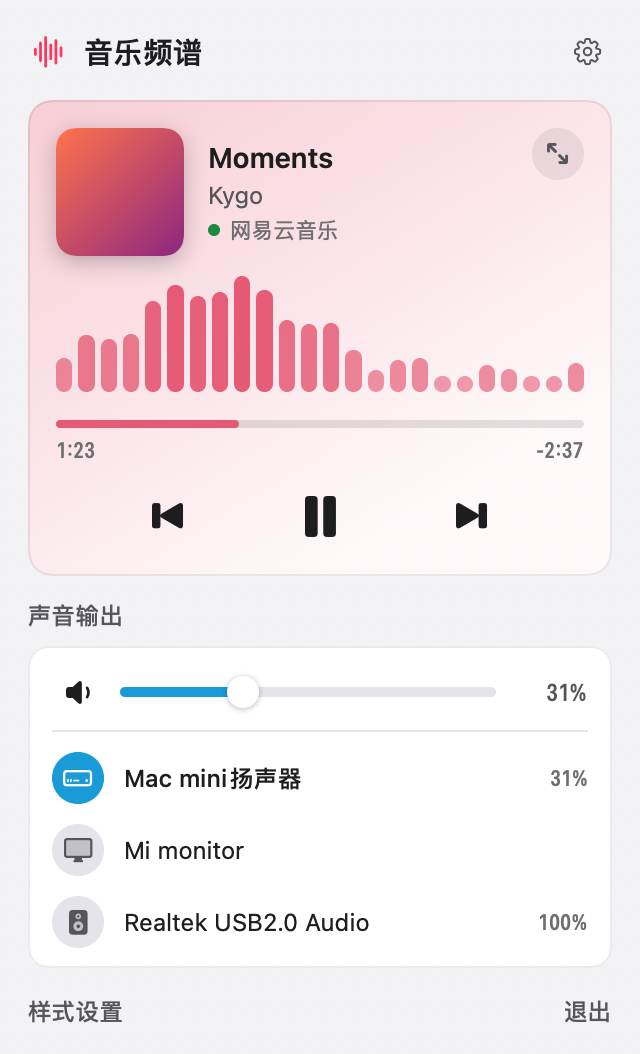 音乐频谱
Moments
Kygo
网易云音乐
1:23
-2:37
声音输出
31%
Mac mini扬声器
31%
Mi monitor
Realtek USB2.0 Audio
100%
样式设置
退出